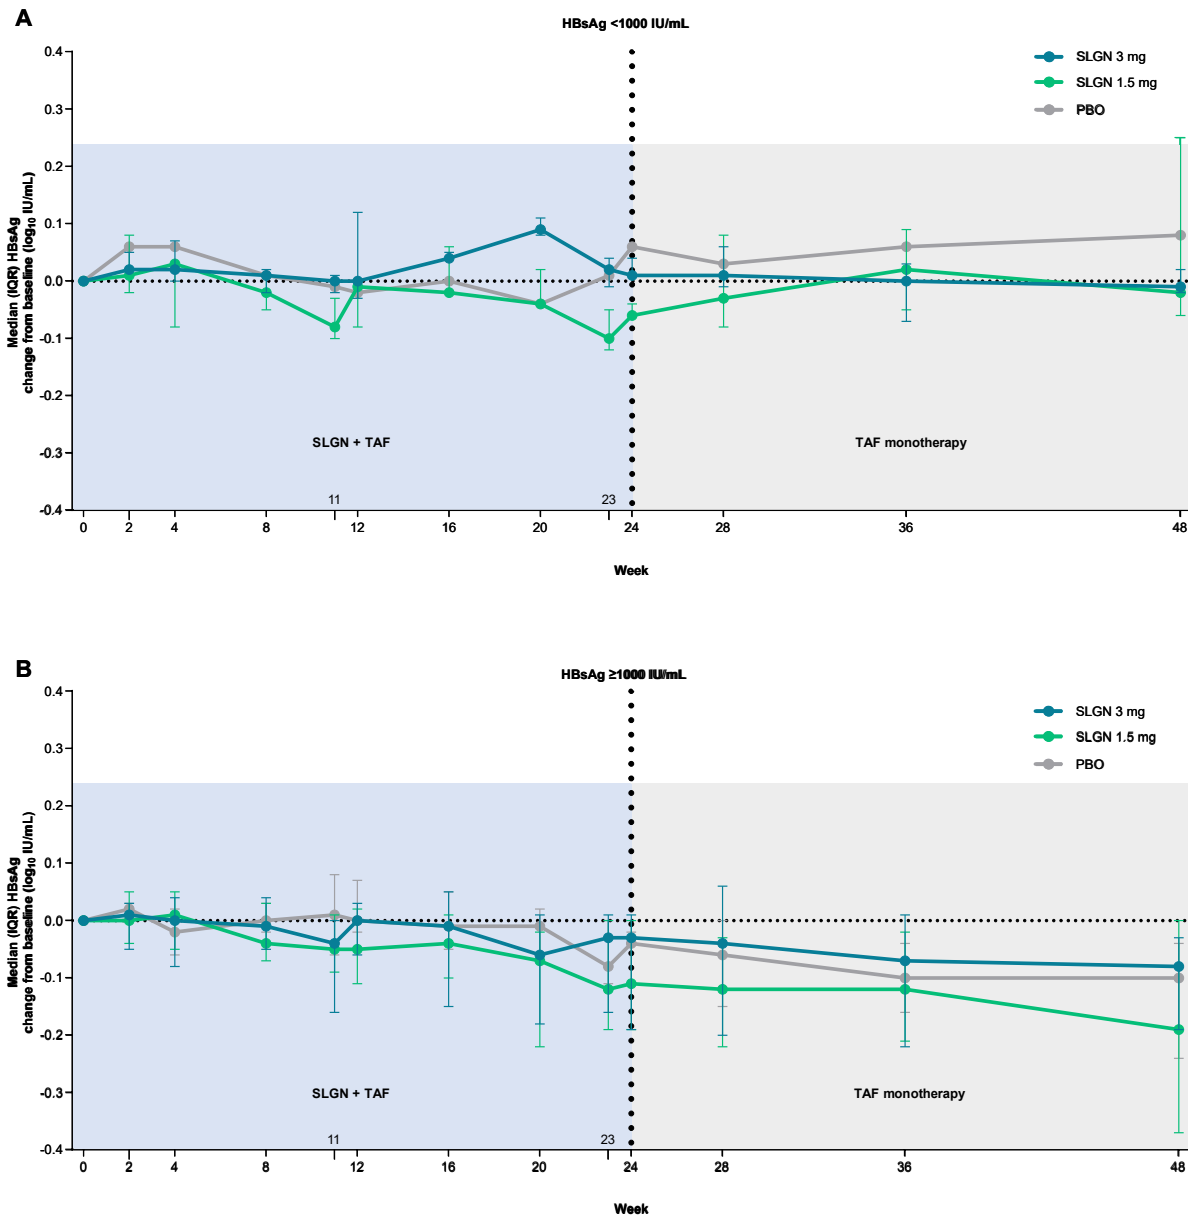 A
HBsAg <1000 IU/mL
SLGN 3 mg
SLGN 1.5 mg
PBO
Median (IQR) HBsAg
change from baseline (log₁₀ IU/mL)
0.4
0.3
0.2
0.1
0.0
-0.1
-0.2
-0.3
-0.4
SLGN + TAF
TAF monotherapy
11
23
0 2 4 8 12 16 20 24 28 36 48
Week
B
HBsAg ≥1000 IU/mL
SLGN 3 mg
SLGN 1.5 mg
PBO
Median (IQR) HBsAg
change from baseline (log₁₀ IU/mL)
0.4
0.3
0.2
0.1
0.0
-0.1
-0.2
-0.3
-0.4
SLGN + TAF
TAF monotherapy
11
23
0 2 4 8 12 16 20 24 28 36 48
Week